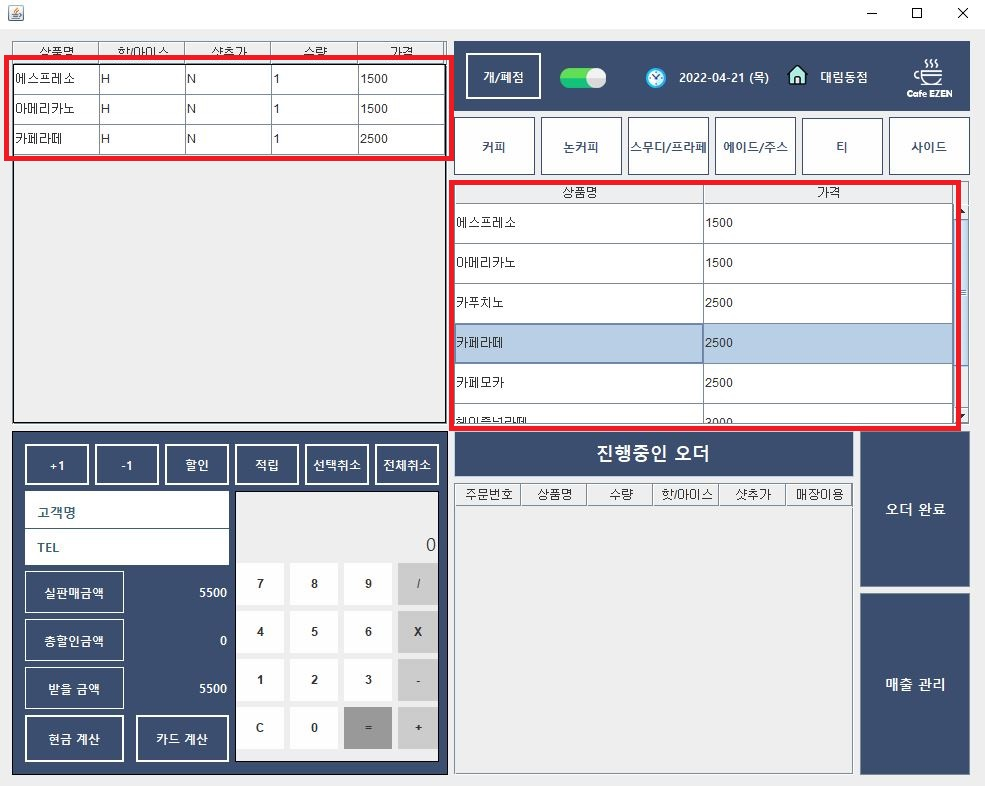 상품명 핫/아이스 샷추가 수량 가격
에스프레소 H N 1 1500
아메리카노 H N 1 1500
카페라떼 H N 1 2500
개/폐점 2022-04-21 (목) 대림동점 Cafe EZEN
커피 논커피 스무디/프라페 에이드/주스 티 사이드
상품명 가격
에스프레소 1500
아메리카노 1500
카푸치노 2500
카페라떼 2500
카페모카 2500
헤이즐넛라떼 3000
+1 -1 할인 적립 선택취소 전체취소
고객명
TEL
실판매금액 5500
총할인금액 0
받을 금액 5500
현금 계산 카드 계산
0
7 8 9 /
4 5 6 X
1 2 3 -
C 0 = +
진행중인 오더
주문번호 상품명 수량 핫/아이스 샷추가 매장이용
오더 완료
매출 관리